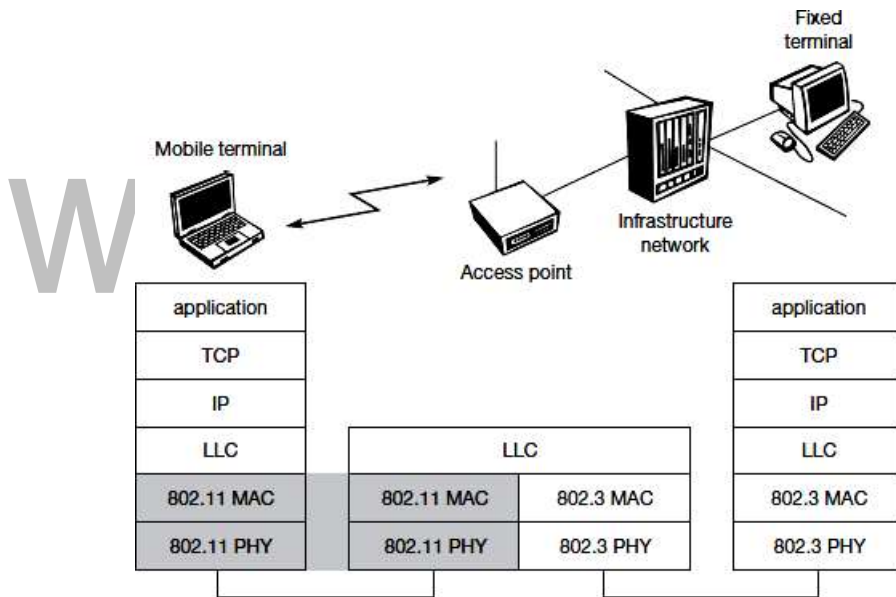 Fixed
terminal
Mobile terminal
Infrastructure
network
Access point
W
application
TCP
IP
LLC
802.11 MAC
802.11 PHY
LLC
802.11 MAC 802.3 MAC
802.11 PHY 802.3 PHY
application
TCP
IP
LLC
802.3 MAC
802.3 PHY